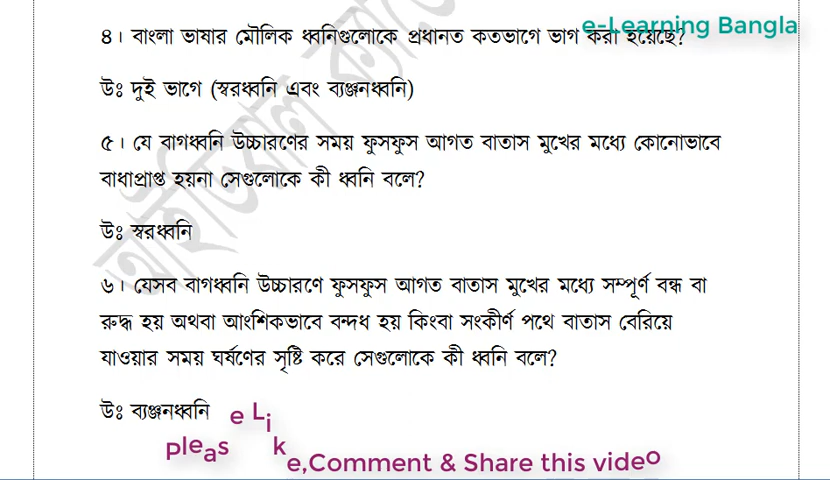 e-Learning Bangla
৪। বাংলা ভাষার মৌলিক ধ্বনিগুলোকে প্রধানত কতভাগে ভাগ করা হয়েছে?
উঃ দুই ভাগে (স্বরধ্বনি এবং ব্যঞ্জনধ্বনি)
৫। যে বাগধ্বনি উচ্চারণের সময় ফুসফুস আগত বাতাস মুখের মধ্যে কোনোভাবে
বাধাপ্রাপ্ত হয়না সেগুলোকে কী ধ্বনি বলে?
উঃ স্বরধ্বনি
৬। যেসব বাগধ্বনি উচ্চারণে ফুসফুস আগত বাতাস মুখের মধ্যে সম্পূর্ণ বন্ধ বা
রুদ্ধ হয় অথবা আংশিকভাবে বন্দধ হয় কিংবা সংকীর্ণ পথে বাতাস বেরিয়ে
যাওয়ার সময় ঘর্ষণের সৃষ্টি করে সেগুলোকে কী ধ্বনি বলে?
উঃ ব্যঞ্জনধ্বনি
please Like,Comment & Share this video